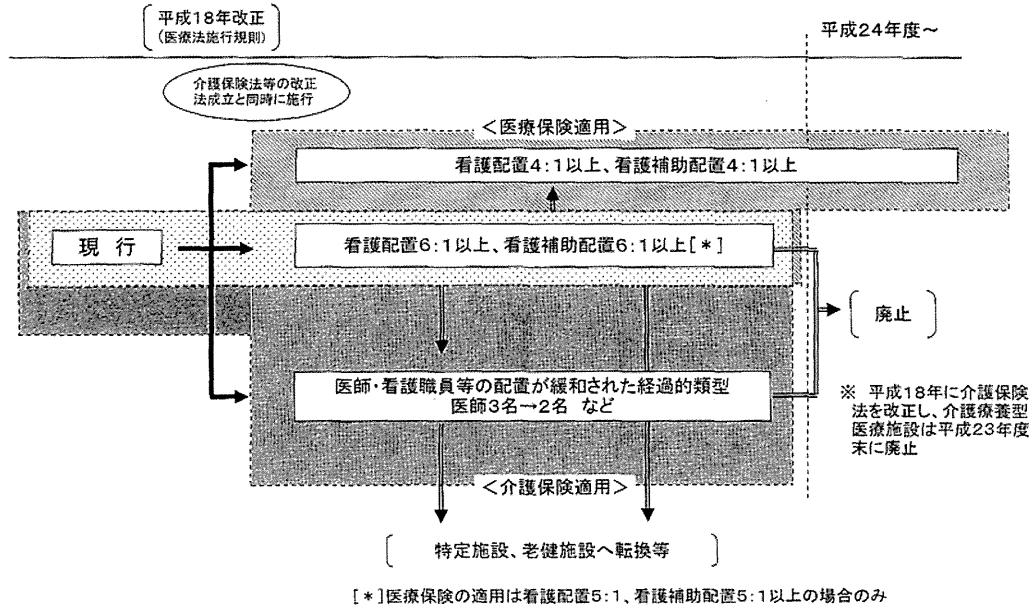 平成18年改正
(医療法施行規則)
平成24年度～
介護保険法等の改正
法成立と同時に施行
＜医療保険適用＞
看護配置4:1以上、看護補助配置4:1以上
現 行
看護配置6:1以上、看護補助配置6:1以上[*]
廃止
医師・看護職員等の配置が緩和された経過的類型
医師3名→2名 など
※ 平成18年に介護保険
法を改正し、介護療養型
医療施設は平成23年度
末に廃止
＜介護保険適用＞
特定施設、老健施設へ転換等
[*]医療保険の適用は看護配置5:1、看護補助配置5:1以上の場合のみ